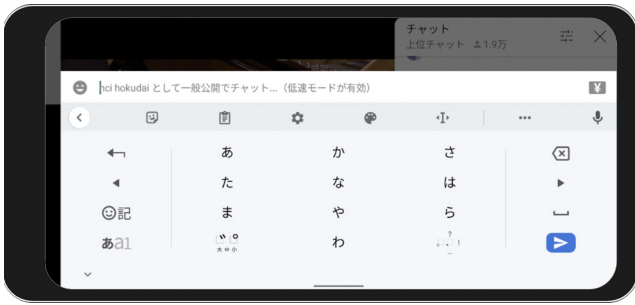 チャット
上位チャット 1.9万
hci hokudai として一般公開でチャット...（低速モードが有効）
¥
あ か さ
た な は
☺記 ま や ら
あa1 大⇔小 わ 、。?!